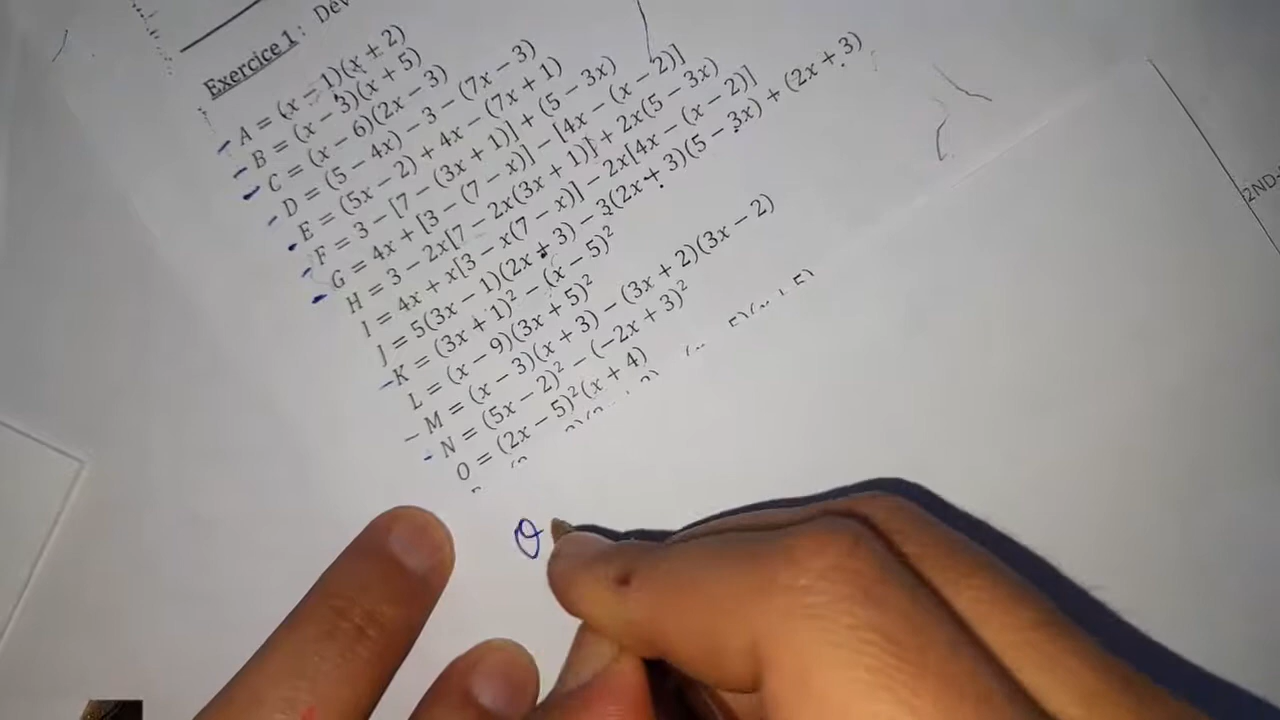 Exercice 1 : Dév
A = (x − 1)(x + 2)
B = (x − 3)(x + 5)
C = (x − 6)(2x − 3)
D = (5 − 4x) − 3 − (7x − 3)
E = (5x − 2) + 4x − (7x + 1)
F = 3 − [7 − (3x + 1)] + (5 − 3x)
G = 4x + [3 − (7 − x)] − [4x − (x − 2)]
H = 3 − 2x[7 − 2x(3x + 1)] + 2x(5 − 3x)
I = 4x + x[3 − x(7 − x)] − 2x[4x − (x − 2)]
J = 5(3x − 1)(2x + 3) − 3(2x + 3)(5 − 3x) + (2x + 3)
K = (3x + 1)² − (x − 5)²
L = (x − 9)(3x + 5)²
M = (x − 3)(x + 3) − (3x + 2)(3x − 2)
N = (5x − 2)² − (−2x + 3)²
O = (2x − 5)²(x + 4)
O
2ND-